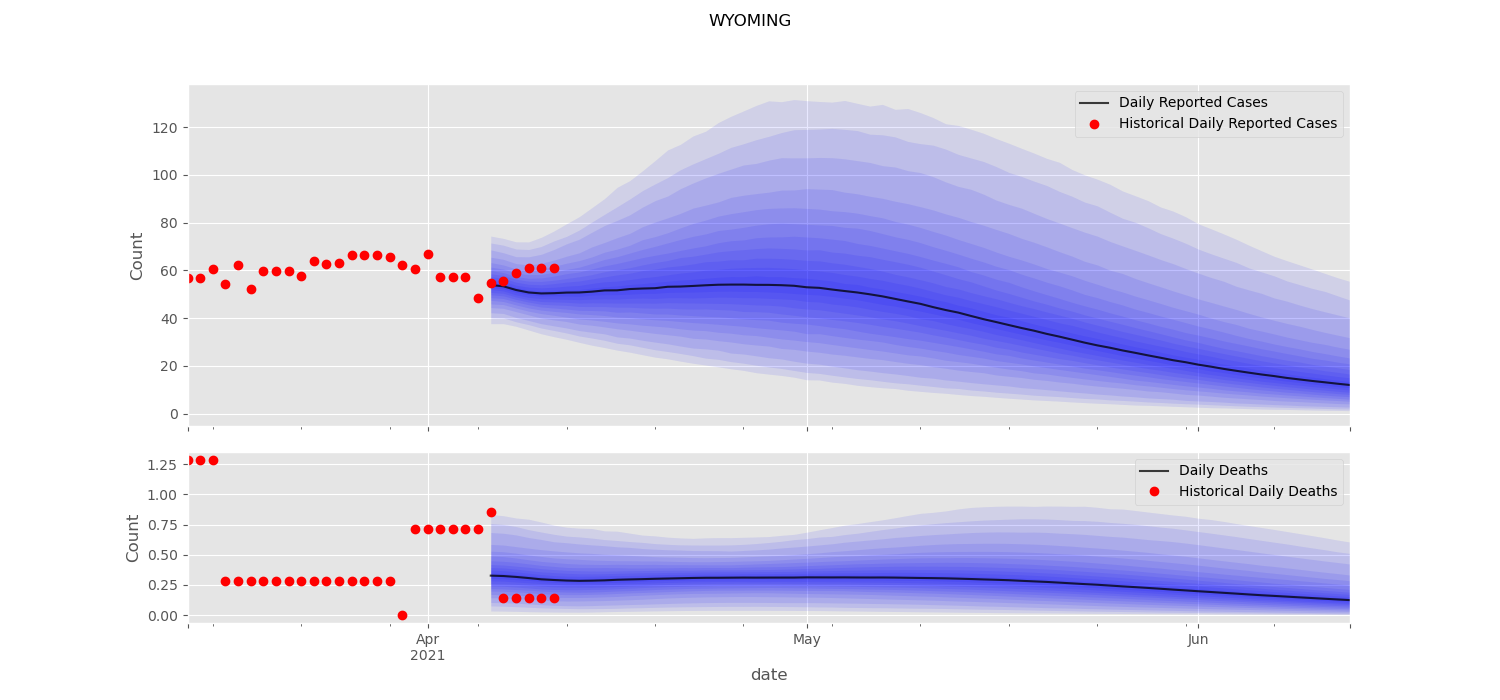 WYOMING
Daily Reported Cases
Historical Daily Reported Cases
120
100
80
60
40
20
0
Count
Daily Deaths
Historical Daily Deaths
1.25
1.00
0.75
0.50
0.25
0.00
Count
Apr
2021
May
Jun
date